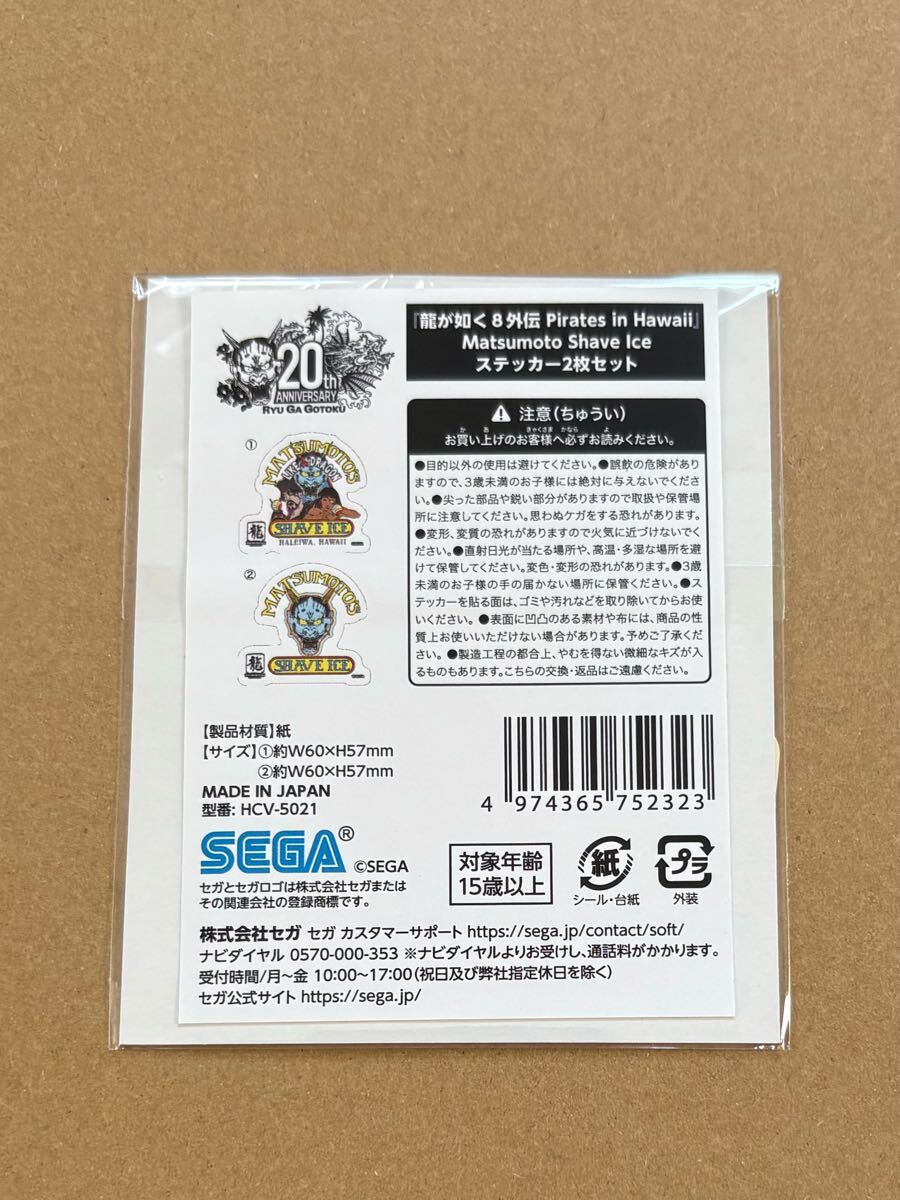 20th
ANNIVERSARY
RYU GA GOTOKU
『龍が如く8外伝 Pirates in Hawaii』
Matsumoto Shave Ice
ステッカー2枚セット
①
MATSUMOTO'S
LIKE A DRAGON
龍
SHAVE ICE
HALEIWA, HAWAII
②
MATSUMOTO'S
龍
SHAVE ICE
注意(ちゅうい)
お買い上げのお客様へ必ずお読みください。
か あ きゃくさま かなら よ
●目的以外の使用は避けてください。●誤飲の危険があり
ますので、3歳未満のお子様には絶対に与えないでくだ
さい。●尖った部品や鋭い部分がありますので取扱や保管場
所に注意してください。思わぬケガをする恐れがあります。
●変形、変質の恐れがありますので火気に近づけないでく
ださい。●直射日光が当たる場所や、高温・多湿な場所を避
けて保管してください。変色・変形の恐れがあります。●3歳
未満のお子様の手の届かない場所に保管ください。●ス
テッカーを貼る面は、ゴミや汚れなどを取り除いてからお使
いください。●表面に凹凸のある素材や布には、商品の性
質上お使いいただけない場合があります。予めご了承くだ
さい。●製造工程の都合上、やむを得ない微細なキズが入
るものもあります。こちらの交換・返品はご遠慮ください。
【製品材質】紙
【サイズ】①約W60×H57mm
②約W60×H57mm
MADE IN JAPAN
型番: HCV-5021
4 974365 752323
SEGA®
©SEGA
セガとセガロゴは株式会社セガまたは
その関連会社の登録商標です。
対象年齢
15歳以上
紙
シール・台紙
プラ
外装
株式会社セガ セガ カスタマーサポート https://sega.jp/contact/soft/
ナビダイヤル 0570-000-353 ※ナビダイヤルよりお受けし、通話料がかかります。
受付時間/月～金 10:00～17:00(祝日及び弊社指定休日を除く)
セガ公式サイト https://sega.jp/